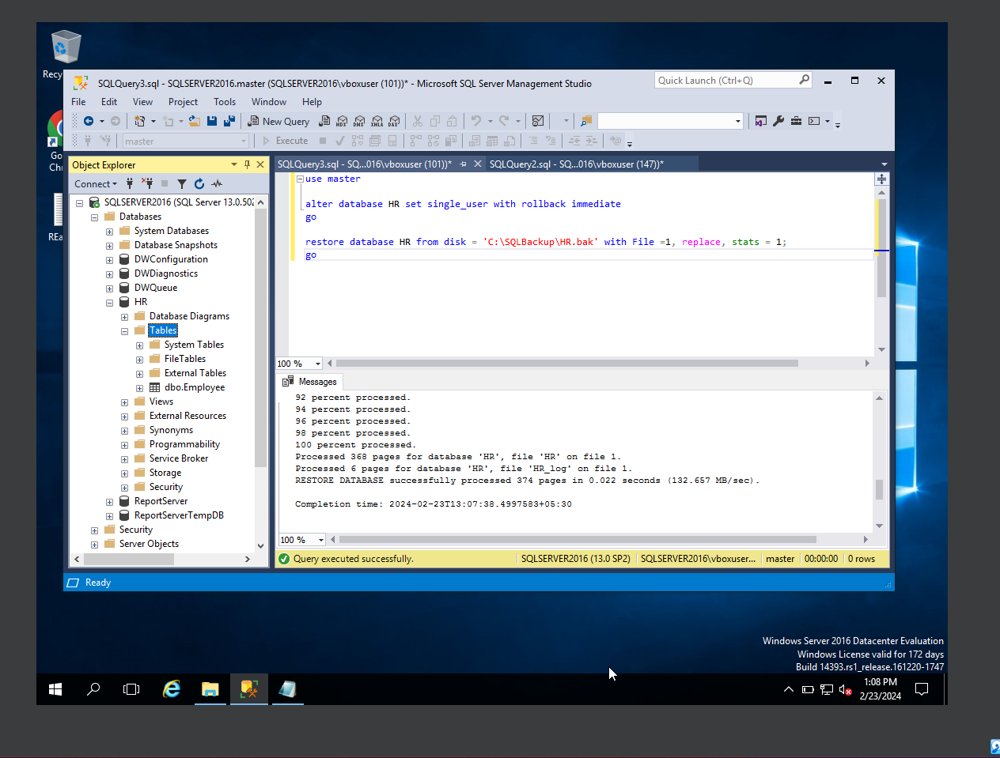 Recy
SQLQuery3.sql - SQLSERVER2016.master (SQLSERVER2016\vboxuser (101))* - Microsoft SQL Server Management Studio
Quick Launch (Ctrl+Q)
File Edit View Project Tools Window Help
New Query
MDX DMX XMLA DAX
master
Execute
Go
Ch
REa
Object Explorer
Connect
SQLSERVER2016 (SQL Server 13.0.502
Databases
System Databases
Database Snapshots
DWConfiguration
DWDiagnostics
DWQueue
HR
Database Diagrams
Tables
System Tables
FileTables
External Tables
dbo.Employee
Views
External Resources
Synonyms
Programmability
Service Broker
Storage
Security
ReportServer
ReportServerTempDB
Security
Server Objects
SQLQuery3.sql - SQ...016\vboxuser (101))* SQLQuery2.sql - SQ...016\vboxuser (147))*
use master
alter database HR set single_user with rollback immediate
go
restore database HR from disk = 'C:\SQLBackup\HR.bak' with File =1, replace, stats = 1;
go
100 %
Messages
92 percent processed.
94 percent processed.
96 percent processed.
98 percent processed.
100 percent processed.
Processed 368 pages for database 'HR', file 'HR' on file 1.
Processed 6 pages for database 'HR', file 'HR_log' on file 1.
RESTORE DATABASE successfully processed 374 pages in 0.022 seconds (132.657 MB/sec).
Completion time: 2024-02-23T13:07:38.4997583+05:30
100 %
Query executed successfully. SQLSERVER2016 (13.0 SP2) SQLSERVER2016\vboxuser... master 00:00:00 0 rows
Ready
Windows Server 2016 Datacenter Evaluation
Windows License valid for 172 days
Build 14393.rs1_release.161220-1747
1:08 PM
2/23/2024